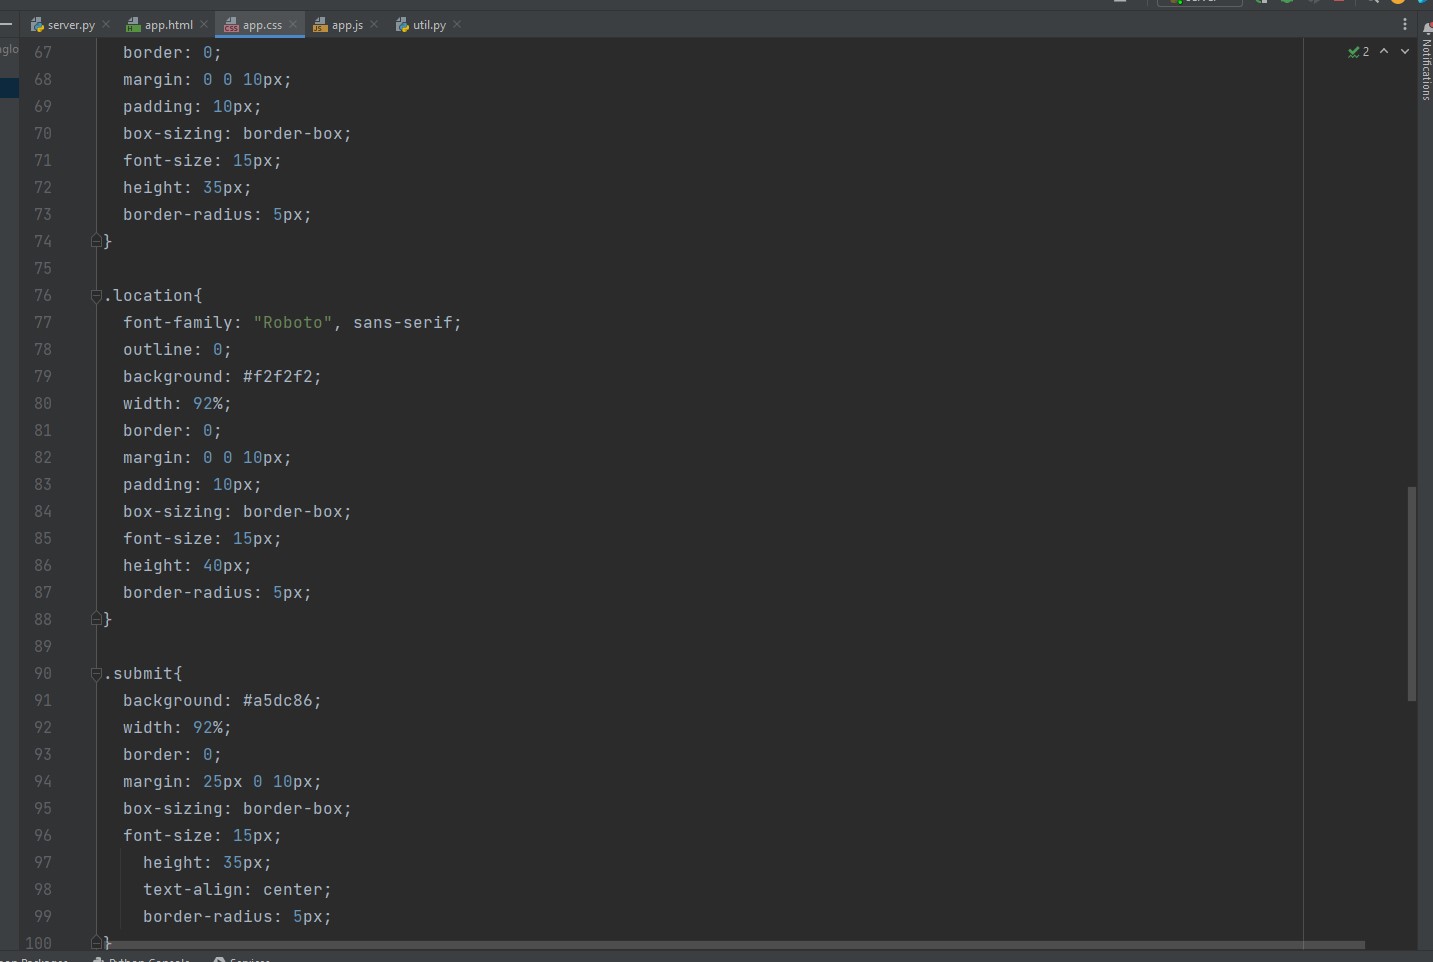 server.py app.html app.css app.js util.py
67 border: 0;
2
68 margin: 0 0 10px;
69 padding: 10px;
70 box-sizing: border-box;
71 font-size: 15px;
72 height: 35px;
73 border-radius: 5px;
74 }
75
76 .location{
77 font-family: "Roboto", sans-serif;
78 outline: 0;
79 background: #f2f2f2;
80 width: 92%;
81 border: 0;
82 margin: 0 0 10px;
83 padding: 10px;
84 box-sizing: border-box;
85 font-size: 15px;
86 height: 40px;
87 border-radius: 5px;
88 }
89
90 .submit{
91 background: #a5dc86;
92 width: 92%;
93 border: 0;
94 margin: 25px 0 10px;
95 box-sizing: border-box;
96 font-size: 15px;
97 height: 35px;
98 text-align: center;
99 border-radius: 5px;
100 }
Notifications
Python Console Services